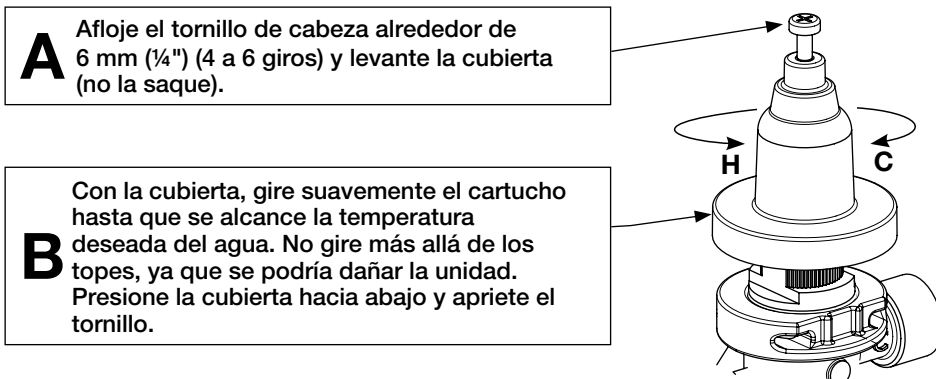 A
Afloje el tornillo de cabeza alrededor de
6 mm (¼") (4 a 6 giros) y levante la cubierta
(no la saque).
H
C
B
Con la cubierta, gire suavemente el cartucho
hasta que se alcance la temperatura
deseada del agua. No gire más allá de los
topes, ya que se podría dañar la unidad.
Presione la cubierta hacia abajo y apriete el
tornillo.